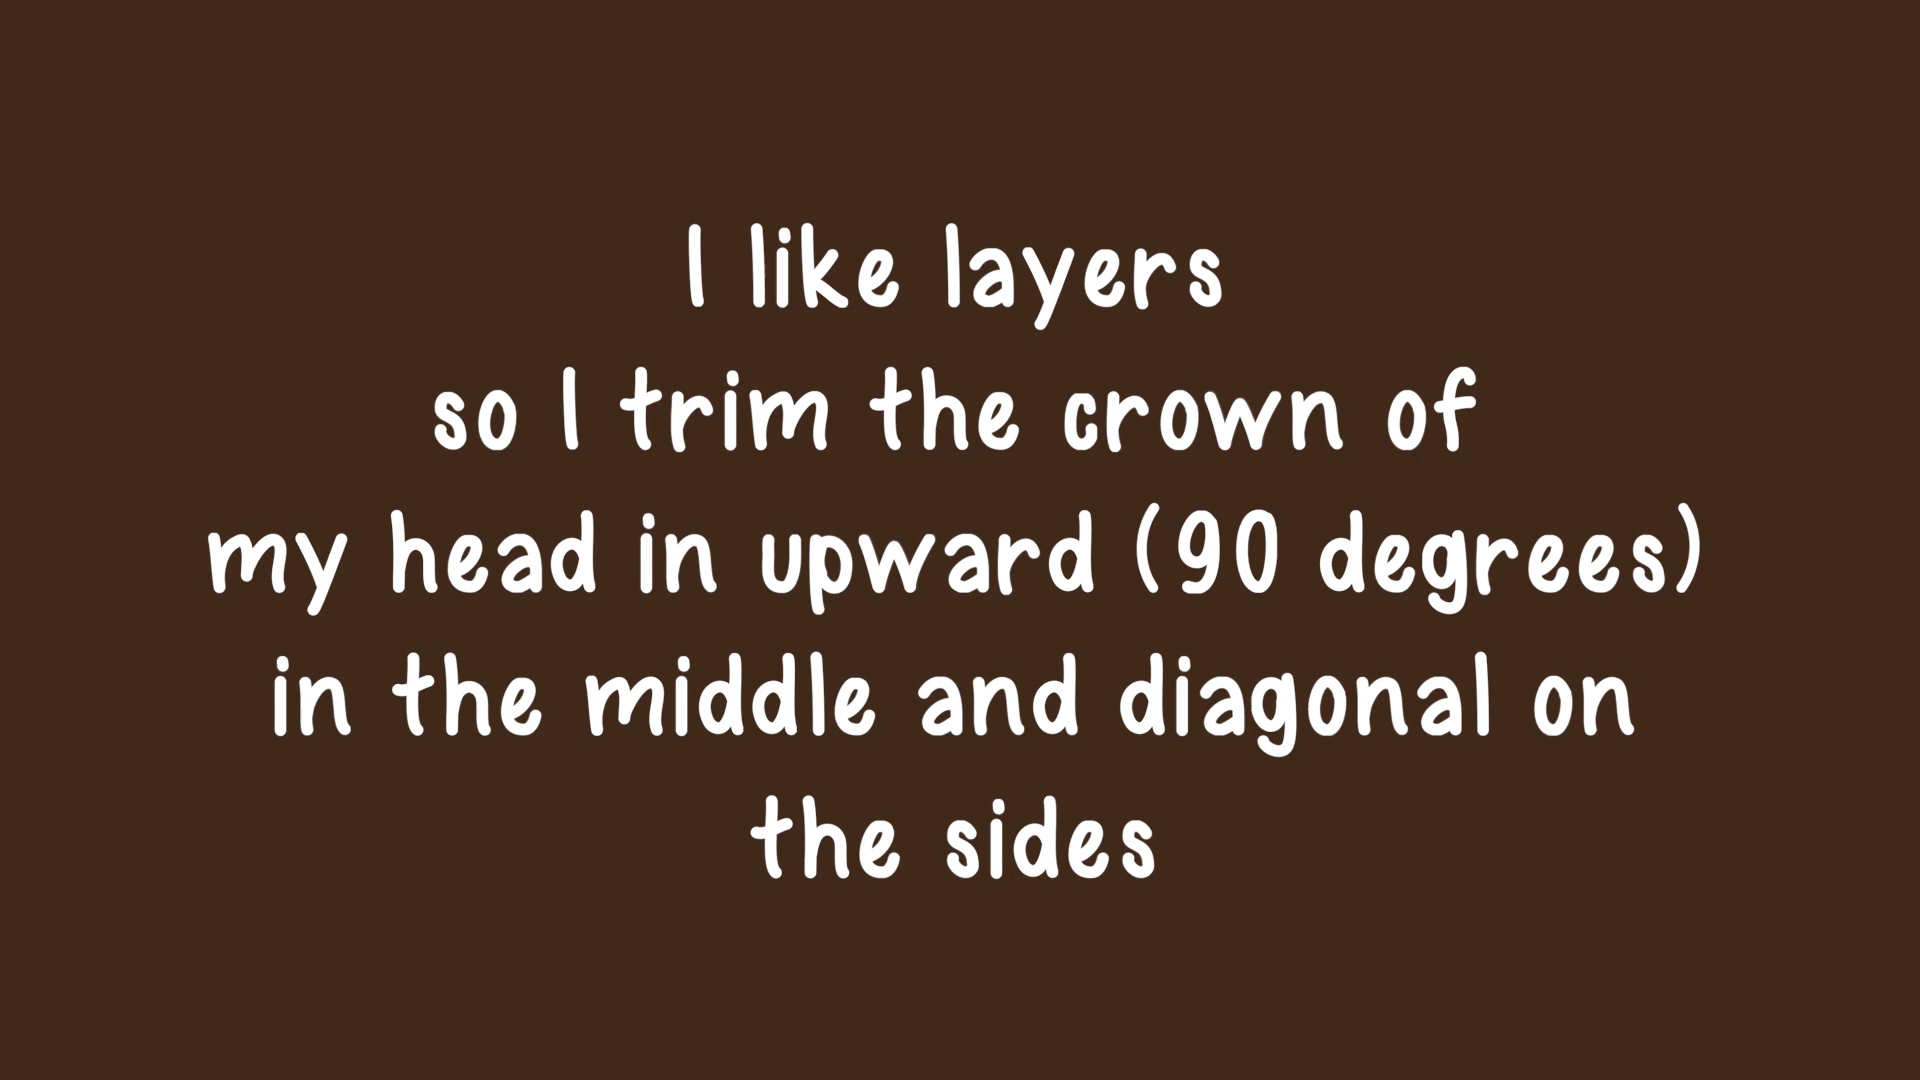 I like layers
so I trim the crown of
my head in upward (90 degrees)
in the middle and diagonal on
the sides